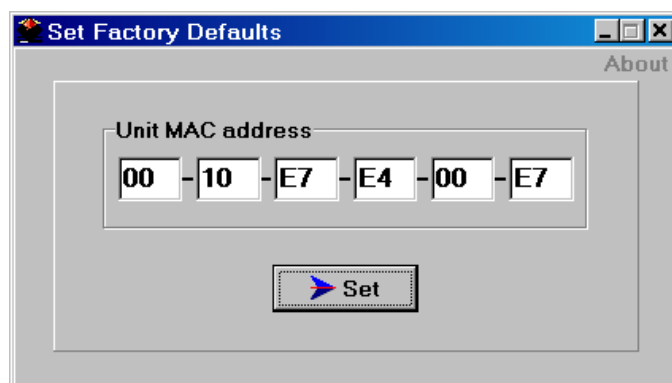 Set Factory Defaults
About
Unit MAC address
00-10-E7-E4-00-E7
Set